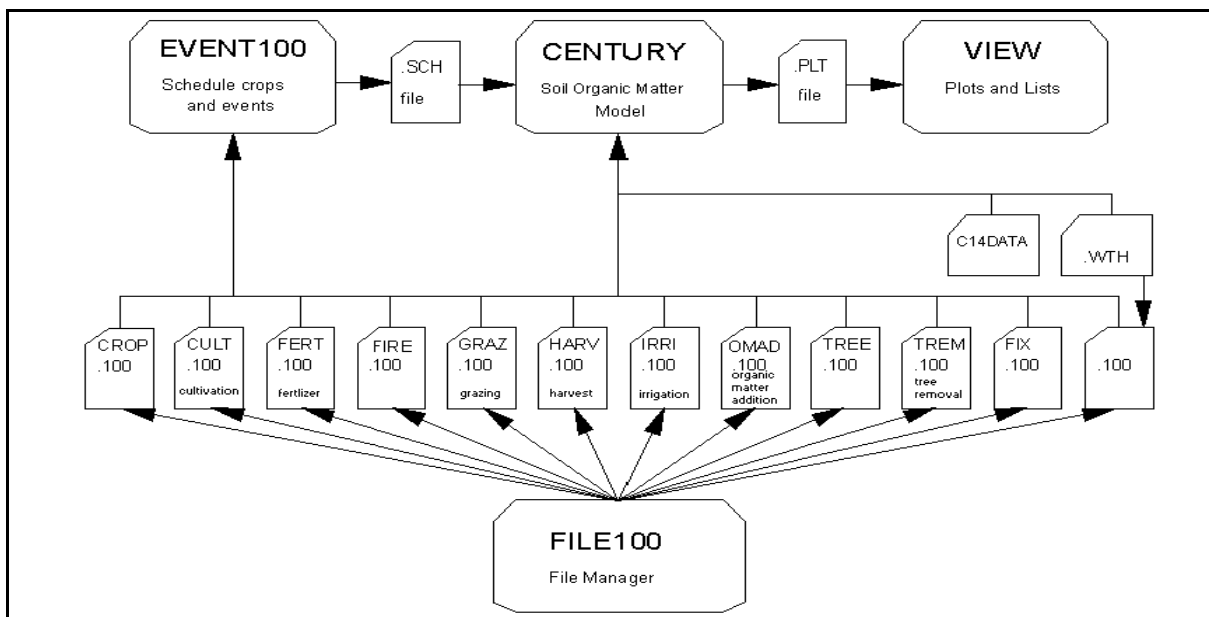 EVENT100
Schedule crops
and events
.SCH
file
CENTURY
Soil Organic Matter
Model
.PLT
file
VIEW
Plots and Lists
C14DATA
.WTH
CROP
.100
CULT
.100
cultivation
FERT
.100
fertlizer
FIRE
.100
GRAZ
.100
grazing
HARV
.100
harvest
IRRI
.100
irrigation
OMAD
.100
organic
matter
addition
TREE
.100
TREM
.100
tree
removal
FIX
.100
.100
FILE100
File Manager